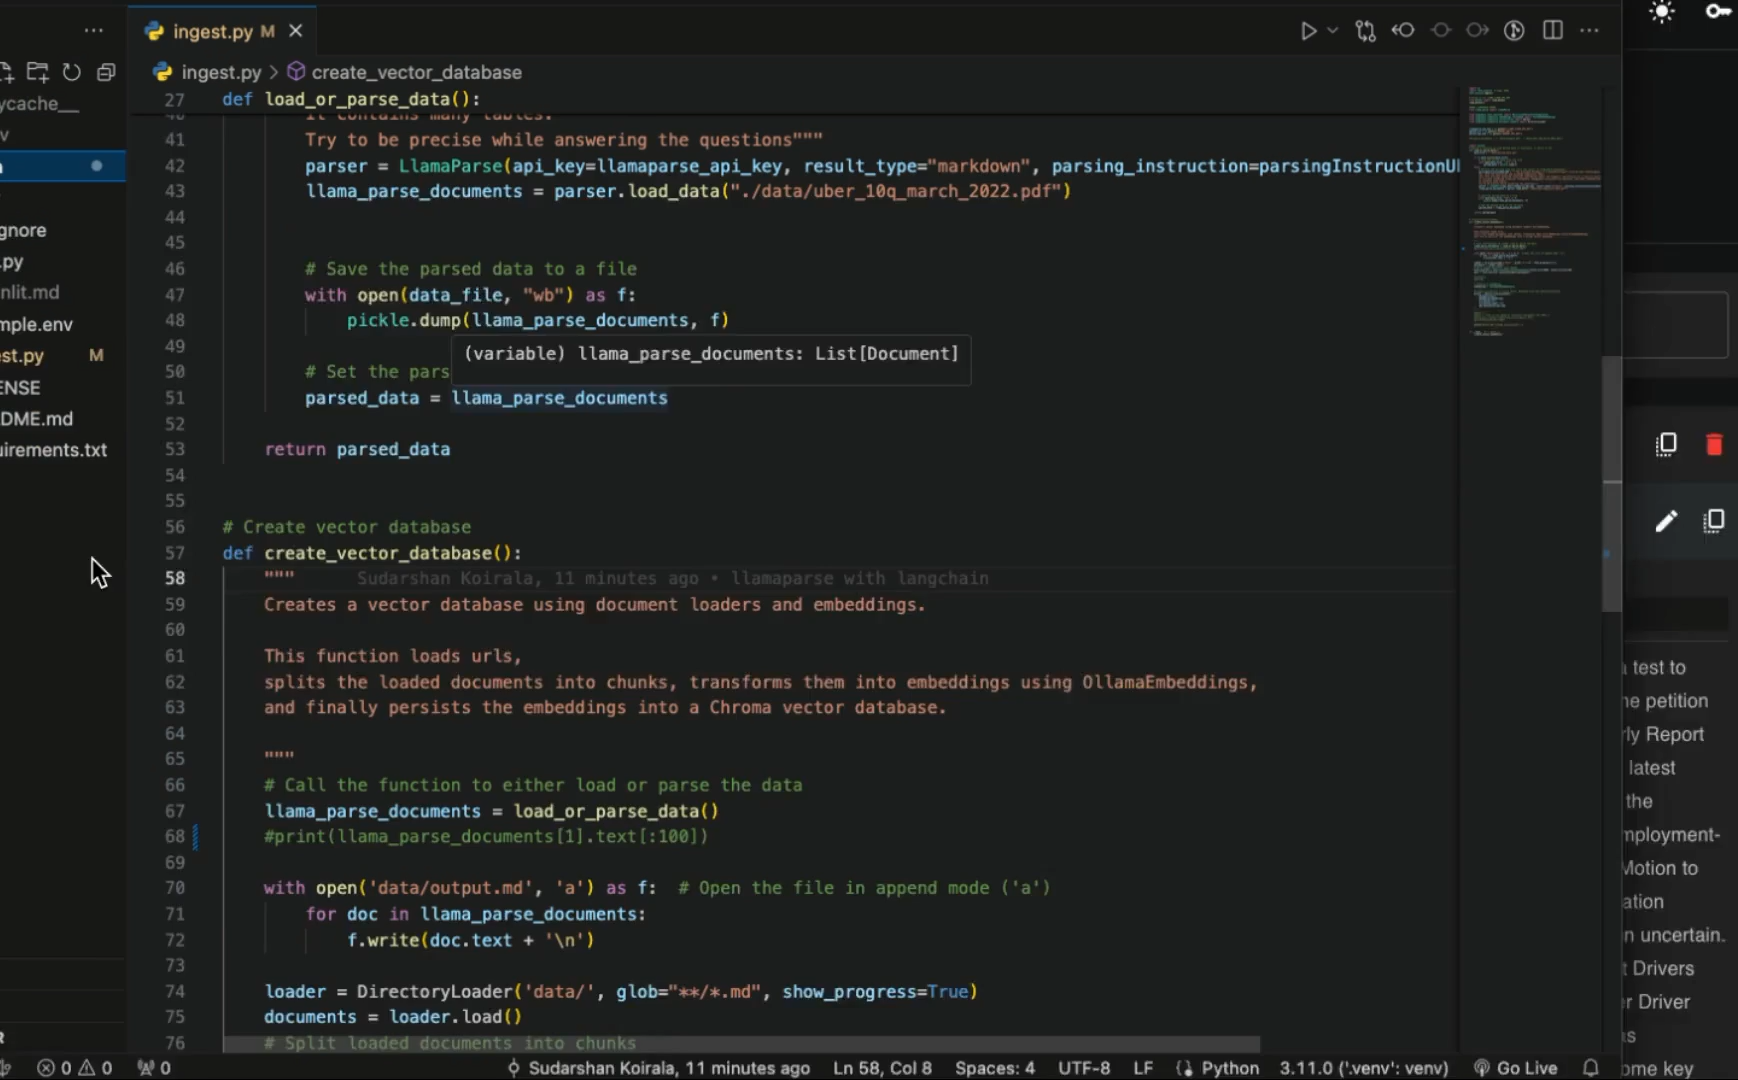 ingest.py M
ingest.py > create_vector_database
27 def load_or_parse_data():
41 Try to be precise while answering the questions"""
42 parser = LlamaParse(api_key=llamaparse_api_key, result_type="markdown", parsing_instruction=parsingInstructionU
43 llama_parse_documents = parser.load_data("./data/uber_10q_march_2022.pdf")
44
45
46 # Save the parsed data to a file
47 with open(data_file, "wb") as f:
48 pickle.dump(llama_parse_documents, f)
49 (variable) llama_parse_documents: List[Document]
50 # Set the pars
51 parsed_data = llama_parse_documents
52
53 return parsed_data
54
55
56 # Create vector database
57 def create_vector_database():
58 """ Sudarshan Koirala, 11 minutes ago • llamaparse with langchain
59 Creates a vector database using document loaders and embeddings.
60
61 This function loads urls,
62 splits the loaded documents into chunks, transforms them into embeddings using OllamaEmbeddings,
63 and finally persists the embeddings into a Chroma vector database.
64
65 """
66 # Call the function to either load or parse the data
67 llama_parse_documents = load_or_parse_data()
68 #print(llama_parse_documents[1].text[:100])
69
70 with open('data/output.md', 'a') as f: # Open the file in append mode ('a')
71 for doc in llama_parse_documents:
72 f.write(doc.text + '\n')
73
74 loader = DirectoryLoader('data/', glob="**/*.md", show_progress=True)
75 documents = loader.load()
76 # Split loaded documents into chunks
ycache__
v
gnore
.py
nlit.md
mple.env
st.py M
ENSE
DME.md
uirements.txt
test to
ne petition
rly Report
latest
the
mployment-
Motion to
ation
n uncertain.
t Drivers
er Driver
s
ome key
0 0 0 Sudarshan Koirala, 11 minutes ago Ln 58, Col 8 Spaces: 4 UTF-8 LF Python 3.11.0 ('.venv': venv) Go Live